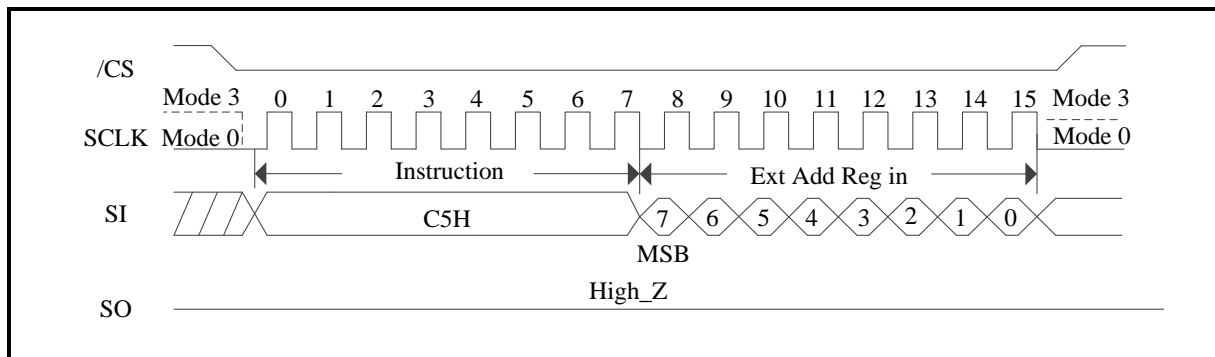 /CS
Mode 3 0 1 2 3 4 5 6 7 8 9 10 11 12 13 14 15 Mode 3
SCLK Mode 0 Mode 0
Instruction Ext Add Reg in
SI C5H 7 6 5 4 3 2 1 0
MSB
High_Z
SO